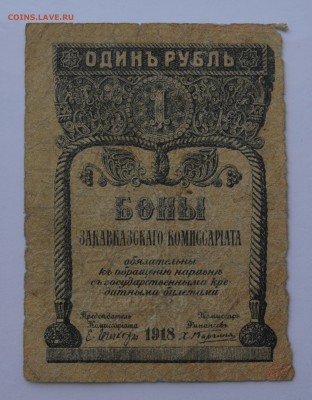 COINS.LAVE.RU
ОДИНЪ РУБЛЬ
1
БОНЫ
ЗАКАВКАЗСКАГО КОМИССАРІАТА
обязательны
къ обращенію наравнѣ
съ государственными кре
дитными билетами
Предсѣдатель Комиссаръ
Комиссаріата Финансовъ
1918